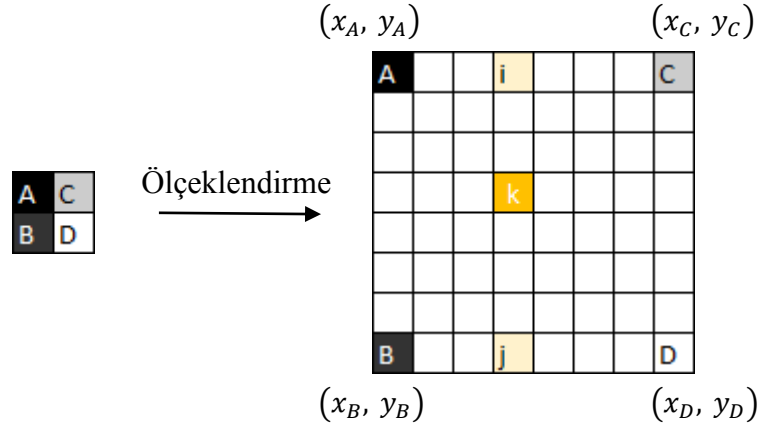 (x_A, y_A) (x_C, y_C)
A i C
A C
Ölçeklendirme
k
B D
B j D
(x_B, y_B) (x_D, y_D)